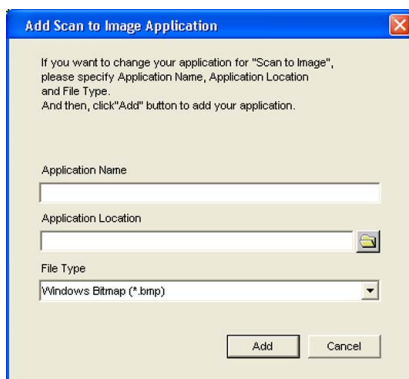 Add Scan to Image Application
If you want to change your application for "Scan to Image",
please specify Application Name, Application Location
and File Type.
And then, click"Add" button to add your application.
Application Name
Application Location
File Type
Windows Bitmap (*.bmp)
Add
Cancel